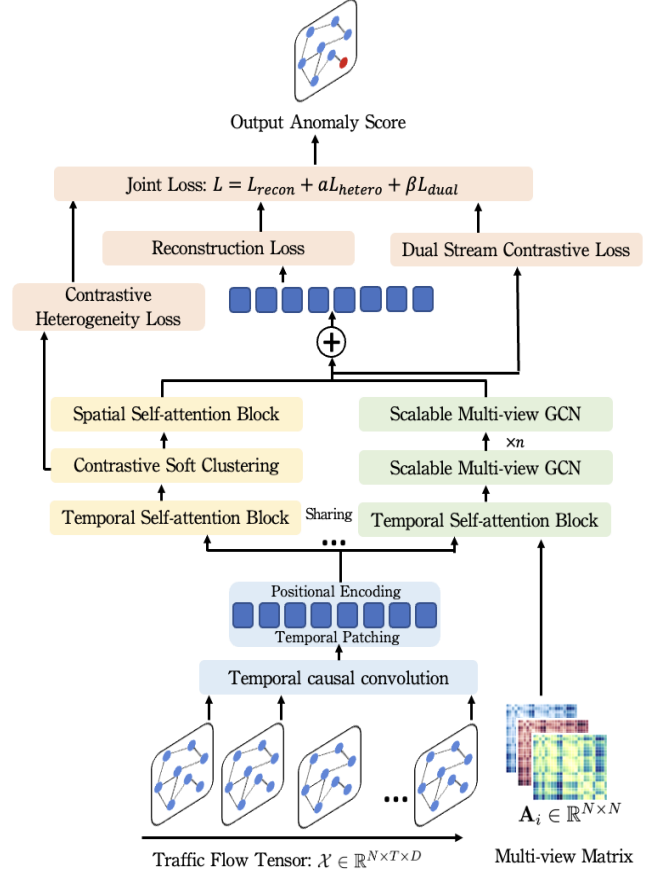 Output Anomaly Score
Joint Loss: L = L_recon + aL_hetero + βL_dual
Reconstruction Loss
Dual Stream Contrastive Loss
Contrastive
Heterogeneity Loss
+
Spatial Self-attention Block
Scalable Multi-view GCN
×n
Contrastive Soft Clustering
Scalable Multi-view GCN
Temporal Self-attention Block
Sharing
...
Temporal Self-attention Block
Positional Encoding
Temporal Patching
Temporal causal convolution
...
A_i ∈ ℝ^{N×N}
Traffic Flow Tensor: 𝒳 ∈ ℝ^{N×T×D}
Multi-view Matrix